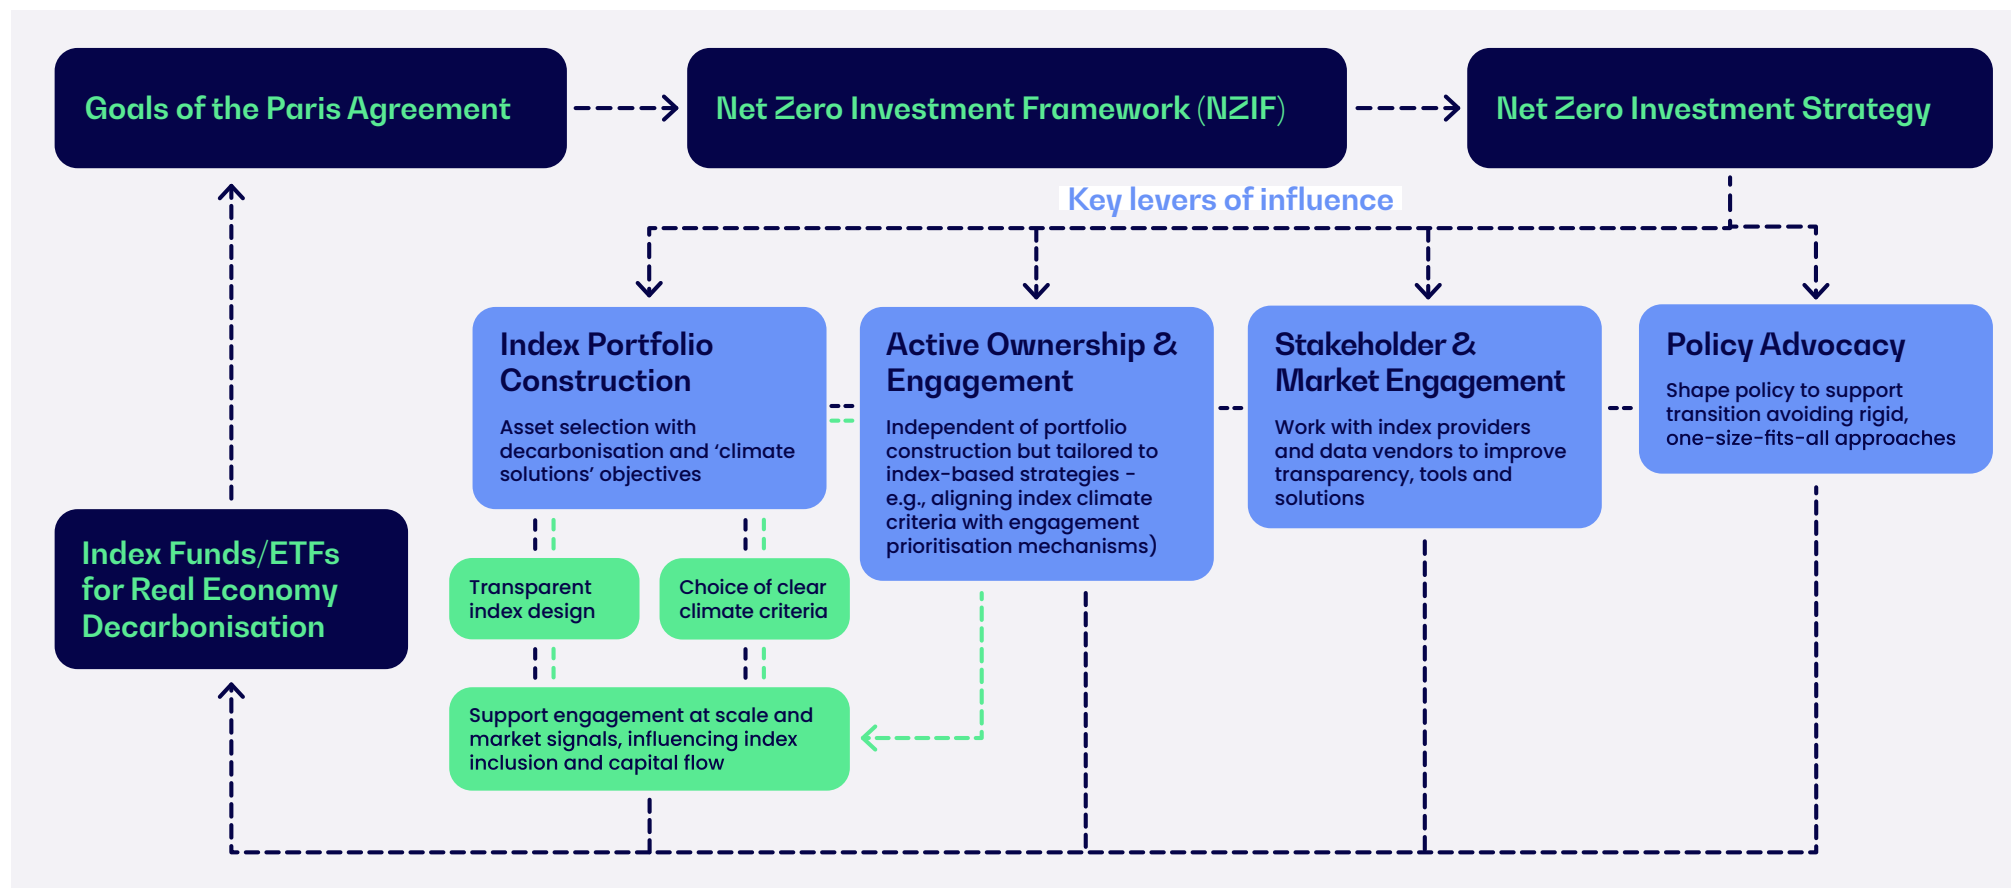 Goals of the Paris Agreement
Net Zero Investment Framework (NZIF)
Net Zero Investment Strategy
Key levers of influence
Index Portfolio
Construction
Asset selection with
decarbonisation and ‘climate
solutions’ objectives
Active Ownership &
Engagement
Independent of portfolio
construction but tailored to
index-based strategies -
e.g., aligning index climate
criteria with engagement
prioritisation mechanisms)
Stakeholder &
Market Engagement
Work with index providers
and data vendors to improve
transparency, tools and
solutions
Policy Advocacy
Shape policy to support
transition avoiding rigid,
one-size-fits-all approaches
Index Funds/ETFs
for Real Economy
Decarbonisation
Transparent
index design
Choice of clear
climate criteria
Support engagement at scale and
market signals, influencing index
inclusion and capital flow